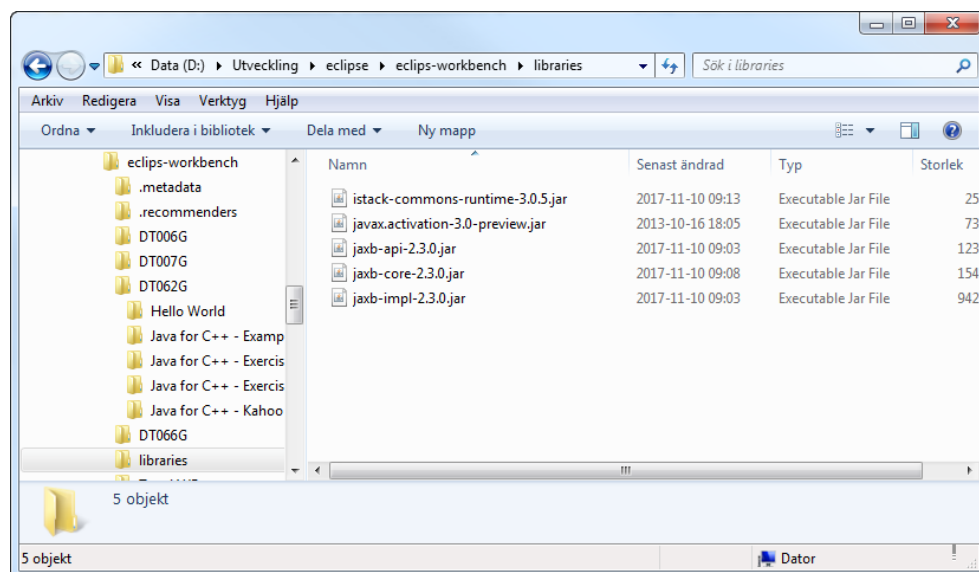 « Data (D:) ▸ Utveckling ▸ eclipse ▸ eclips-workbench ▸ libraries
Sök i libraries
Arkiv Redigera Visa Verktyg Hjälp
Ordna Inkludera i bibliotek Dela med Ny mapp
eclips-workbench
.metadata
.recommenders
DT006G
DT007G
DT062G
Hello World
Java for C++ - Examp
Java for C++ - Exercis
Java for C++ - Exercis
Java for C++ - Kahoo
DT066G
libraries
Namn Senast ändrad Typ Storlek
istack-commons-runtime-3.0.5.jar 2017-11-10 09:13 Executable Jar File 25
javax.activation-3.0-preview.jar 2013-10-16 18:05 Executable Jar File 73
jaxb-api-2.3.0.jar 2017-11-10 09:03 Executable Jar File 123
jaxb-core-2.3.0.jar 2017-11-10 09:08 Executable Jar File 154
jaxb-impl-2.3.0.jar 2017-11-10 09:03 Executable Jar File 942
5 objekt
5 objekt Dator